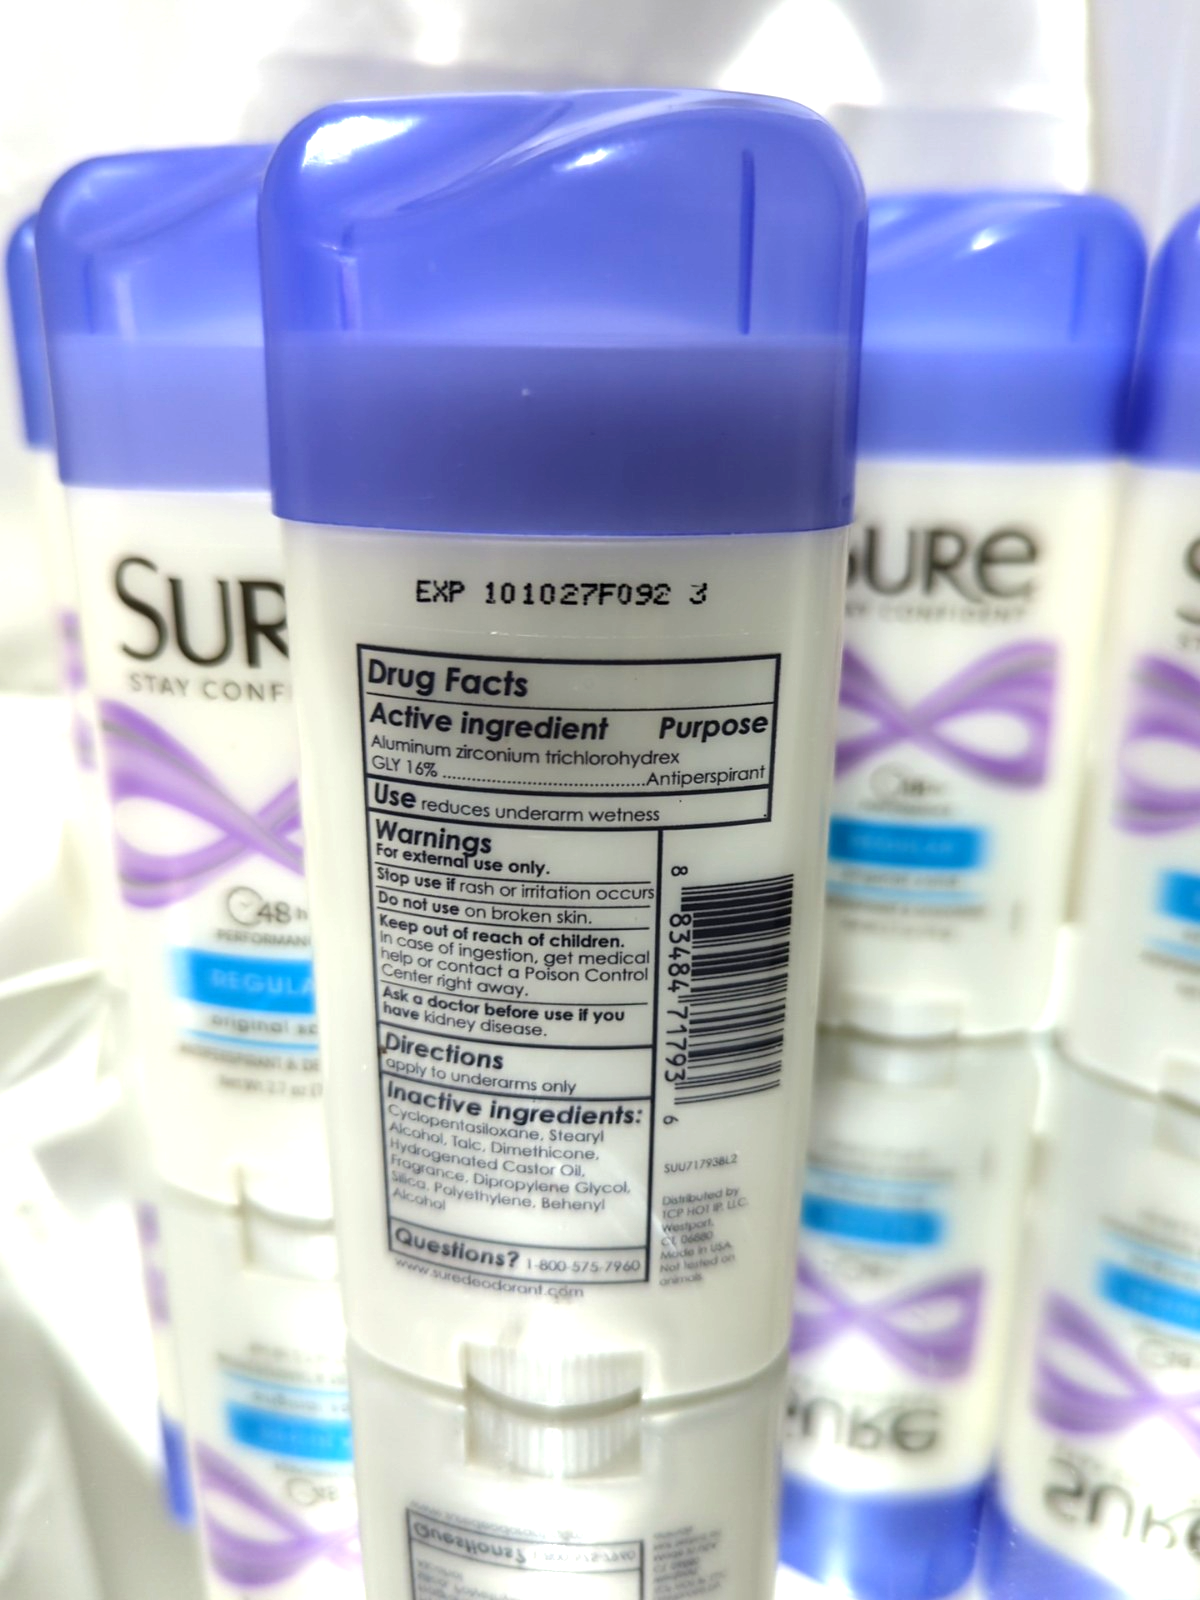 EXP 101027F092 3
Drug Facts
Active ingredient Purpose
Aluminum zirconium trichlorohydrex
GLY 16% ........................................Antiperspirant
Use reduces underarm wetness
Warnings
For external use only.
Stop use if rash or irritation occurs
Do not use on broken skin.
Keep out of reach of children.
In case of ingestion, get medical
help or contact a Poison Control
Center right away.
Ask a doctor before use if you
have kidney disease.
Directions
apply to underarms only
Inactive ingredients:
Cyclopentasiloxane, Stearyl
Alcohol, Talc, Dimethicone,
Hydrogenated Castor Oil,
Fragrance, Dipropylene Glycol,
Silica, Polyethylene, Behenyl
Alcohol
Questions? 1-800-575-7960
www.suredeodorant.com
8 83484 71793 6
SUU71793BL2
Distributed by
TCP HOT IP, LLC.
Westport,
CT, 06880
Made in USA
Not tested on
animals
SUR
STAY CONF
48h
PERFORMAN
REGULA
original sc
SURe
CONFIDENT
REGULAR